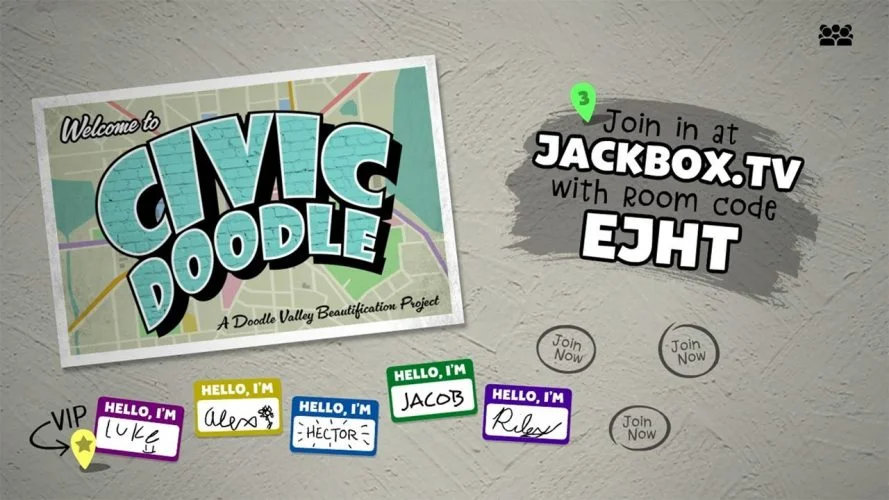 Welcome to
CIVIC
DOODLE
A Doodle Valley Beautification Project
3
Join in at
JACKBOX.TV
with Room code
EJHT
Join
Now
Join
Now
Join
Now
VIP
HELLO, I'M
LUKE
HELLO, I'M
alex
HELLO, I'M
HECTOR
HELLO, I'M
JACOB
HELLO, I'M
Riley